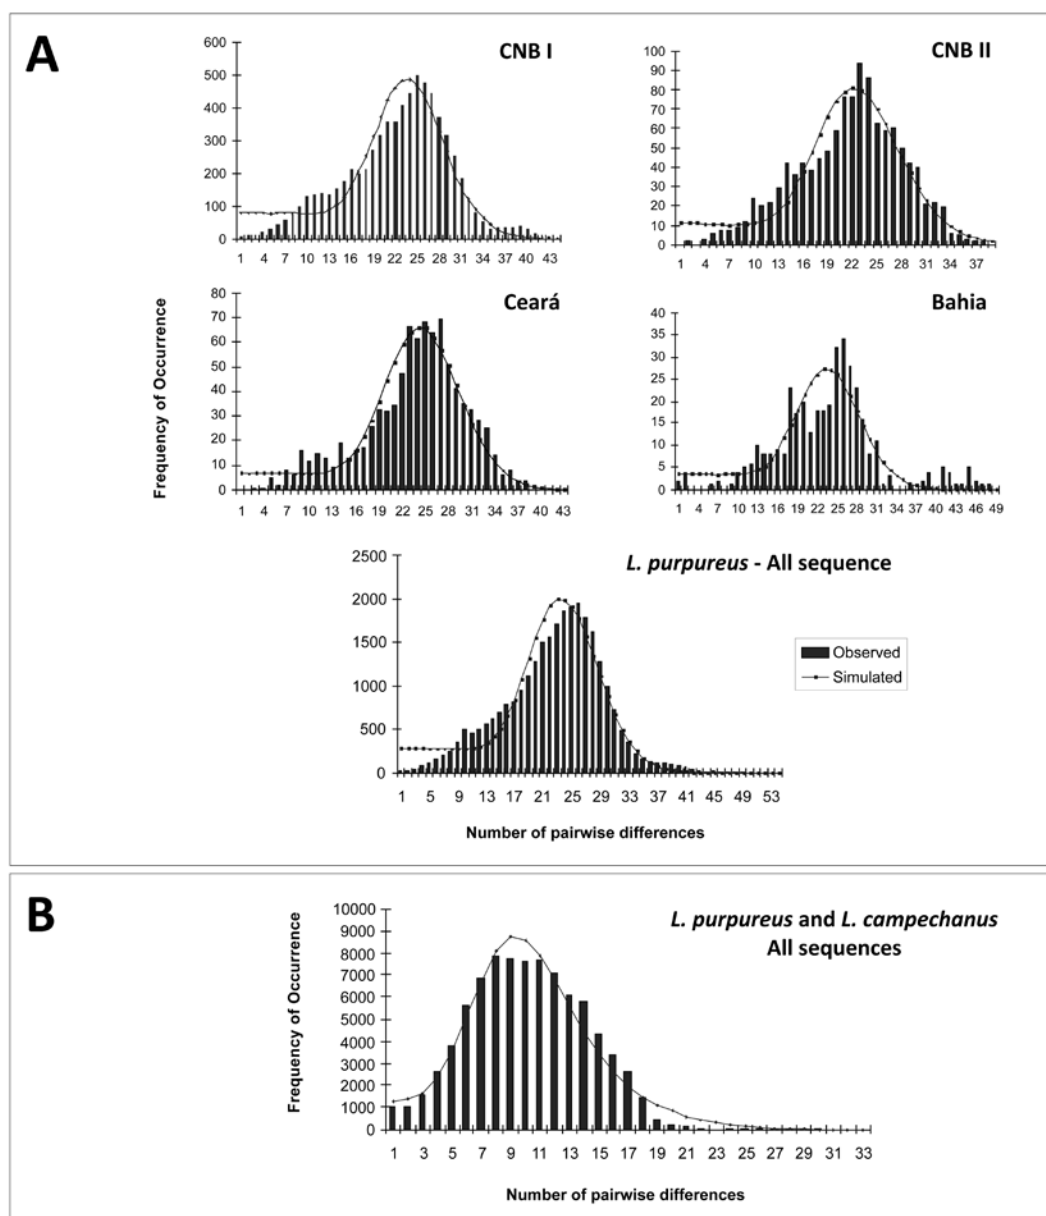 A
CNB I
600
500
400
300
200
100
0
1 4 7 10 13 16 19 22 25 28 31 34 37 40 43
CNB II
100
90
80
70
60
50
40
30
20
10
0
1 4 7 10 13 16 19 22 25 28 31 34 37
Frequency of Occurrence
Ceará
80
70
60
50
40
30
20
10
0
1 4 7 10 13 16 19 22 25 28 31 34 37 40 43
Bahia
40
35
30
25
20
15
10
5
0
1 4 7 10 13 16 19 22 25 28 31 34 37 40 43 46 49
L. purpureus - All sequence
2500
2000
1500
1000
500
0
1 5 9 13 17 21 25 29 33 37 41 45 49 53
Observed
Simulated
Number of pairwise differences
B
L. purpureus and L. campechanus
All sequences
Frequency of Occurrence
10000
9000
8000
7000
6000
5000
4000
3000
2000
1000
0
1 3 5 7 9 11 13 15 17 19 21 23 25 27 29 31 33
Number of pairwise differences